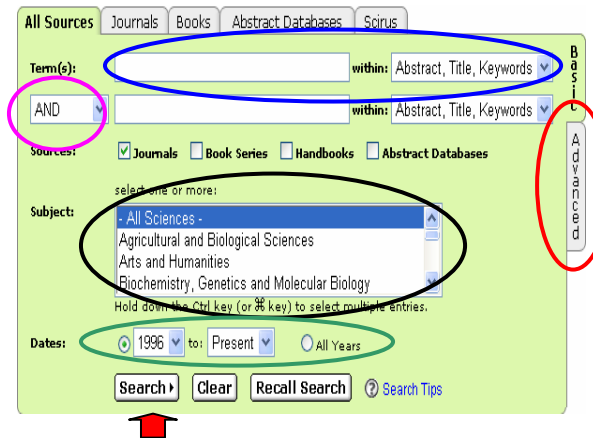 All Sources Journals Books Abstract Databases Scirus
Term(s): within: Abstract, Title, Keywords
AND within: Abstract, Title, Keywords
Sources: Journals Book Series Handbooks Abstract Databases
select one or more:
Subject: - All Sciences -
Agricultural and Biological Sciences
Arts and Humanities
Biochemistry, Genetics and Molecular Biology
Hold down the Ctrl key (or ⌘ key) to select multiple entries.
Dates: 1996 to: Present All Years
Search Clear Recall Search ? Search Tips
Basic
Advanced